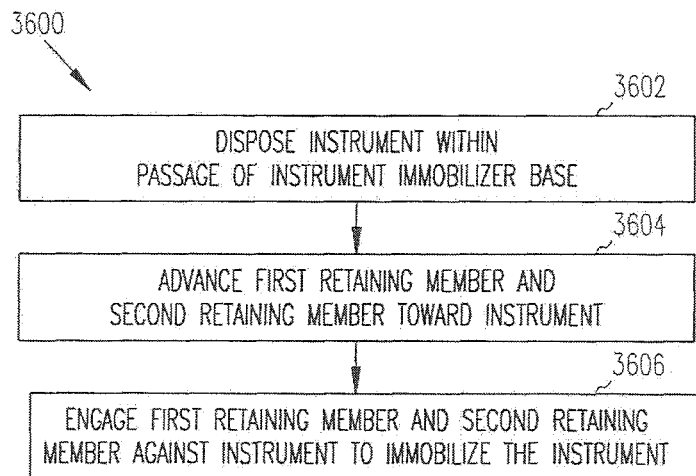 3600
3602
DISPOSE INSTRUMENT WITHIN
PASSAGE OF INSTRUMENT IMMOBILIZER BASE
3604
ADVANCE FIRST RETAINING MEMBER AND
SECOND RETAINING MEMBER TOWARD INSTRUMENT
3606
ENGAGE FIRST RETAINING MEMBER AND SECOND RETAINING
MEMBER AGAINST INSTRUMENT TO IMMOBILIZE THE INSTRUMENT